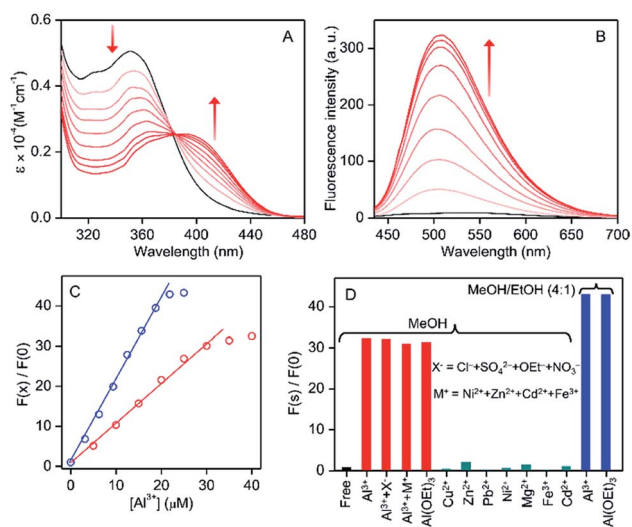 A
ε × 10⁻⁴ (M⁻¹cm⁻¹)
0.6
0.4
0.2
0.0
320 360 400 440 480
Wavelength (nm)
B
Fluorescence intensity (a. u.)
300
200
100
0
450 500 550 600 650 700
Wavelength (nm)
C
F(x) / F(0)
40
20
0
0 10 20 30 40
[Al³⁺] (μM)
D
F(s) / F(0)
60
40
30
20
10
0
MeOH/EtOH (4:1)
MeOH
X⁻ = Cl⁻+SO₄²⁻+OEt⁻+NO₃⁻
M⁺ = Ni²⁺+Zn²⁺+Cd²⁺+Fe³⁺
Free
Al³⁺
Al³⁺+X⁻
Al³⁺+M⁺
Al(OEt)₃
Cu²⁺
Zn²⁺
Pb²⁺
Ni²⁺
Mg²⁺
Fe³⁺
Cd²⁺
Al³⁺
Al(OEt)₃